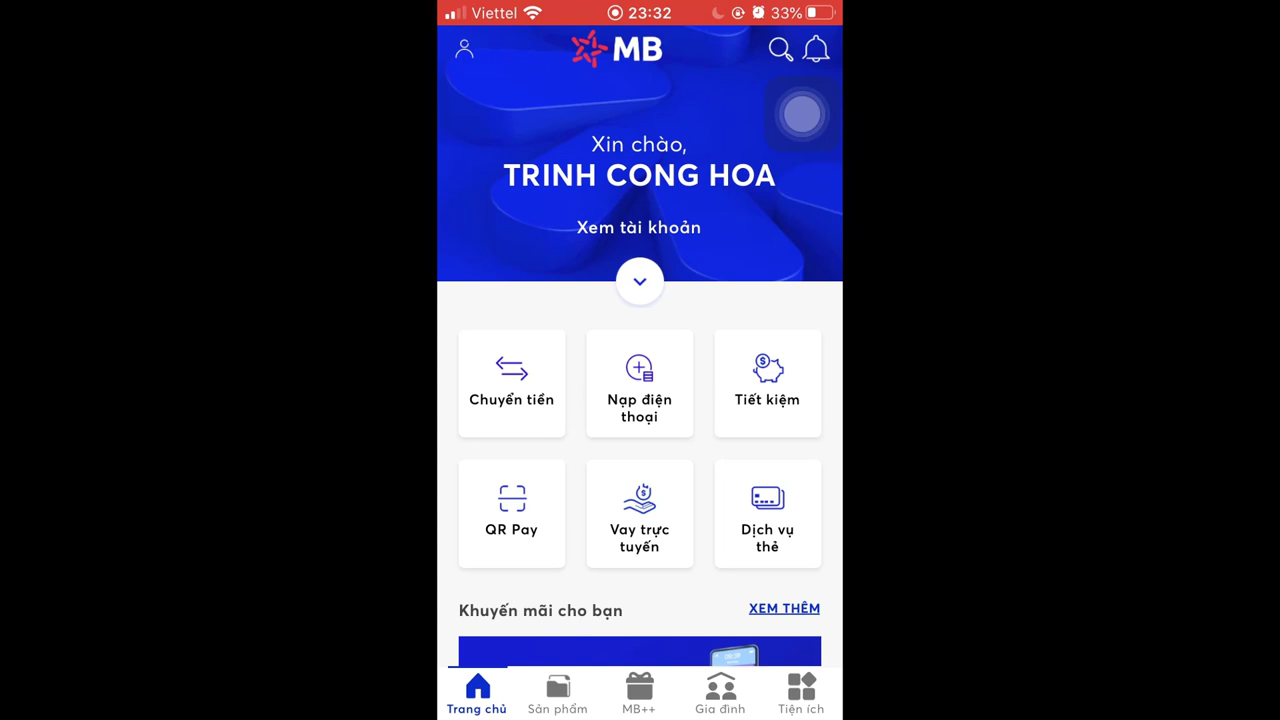 Viettel 23:32 33%
MB
Xin chào,
TRINH CONG HOA
Xem tài khoản
Chuyển tiền
Nạp điện
thoại
Tiết kiệm
QR Pay
Vay trực
tuyến
Dịch vụ
thẻ
Khuyến mãi cho bạn XEM THÊM
Trang chủ Sản phẩm MB++ Gia đình Tiện ích